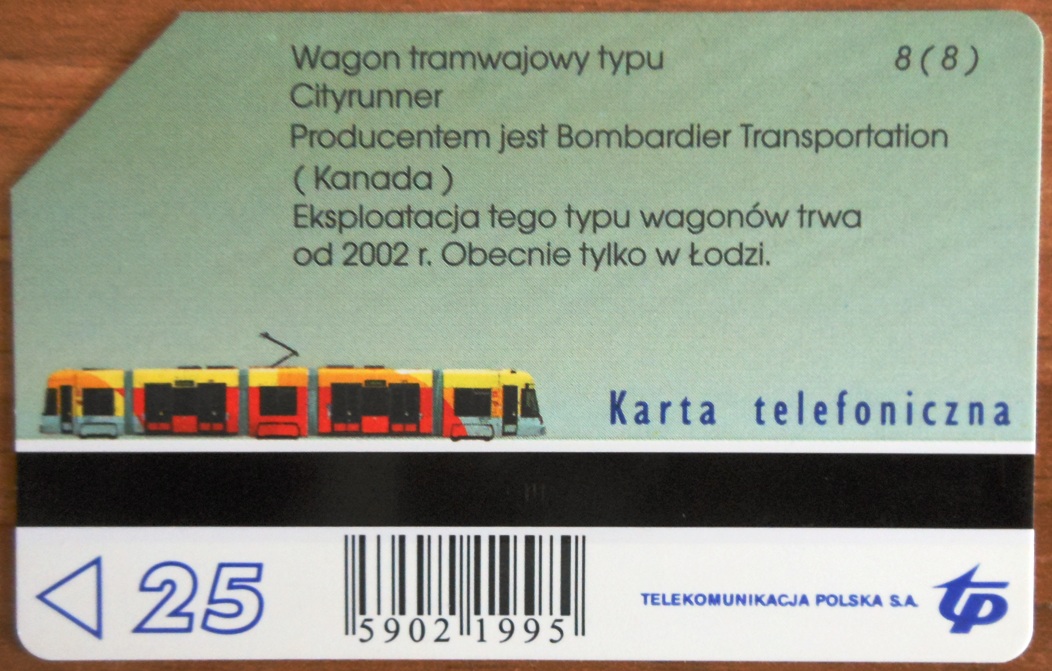 Wagon tramwajowy typu 8 ( 8 )
Cityrunner
Producentem jest Bombardier Transportation
( Kanada )
Eksploatacja tego typu wagonów trwa
od 2002 r. Obecnie tylko w Łodzi.
Karta telefoniczna
25
5902 1995
TELEKOMUNIKACJA POLSKA S.A.
tp